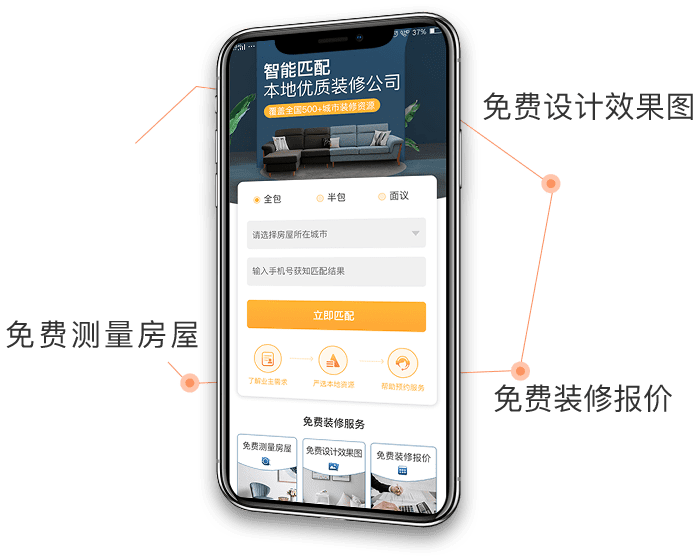 37%
智能匹配
本地优质装修公司
覆盖全国500+城市装修资源
免费设计效果图
全包
半包
面议
请选择房屋所在城市
输入手机号获知匹配结果
立即匹配
免费测量房屋
了解业主需求
严选本地资源
帮助预约服务
免费装修报价
免费装修服务
免费测量房屋
免费设计效果图
免费装修报价